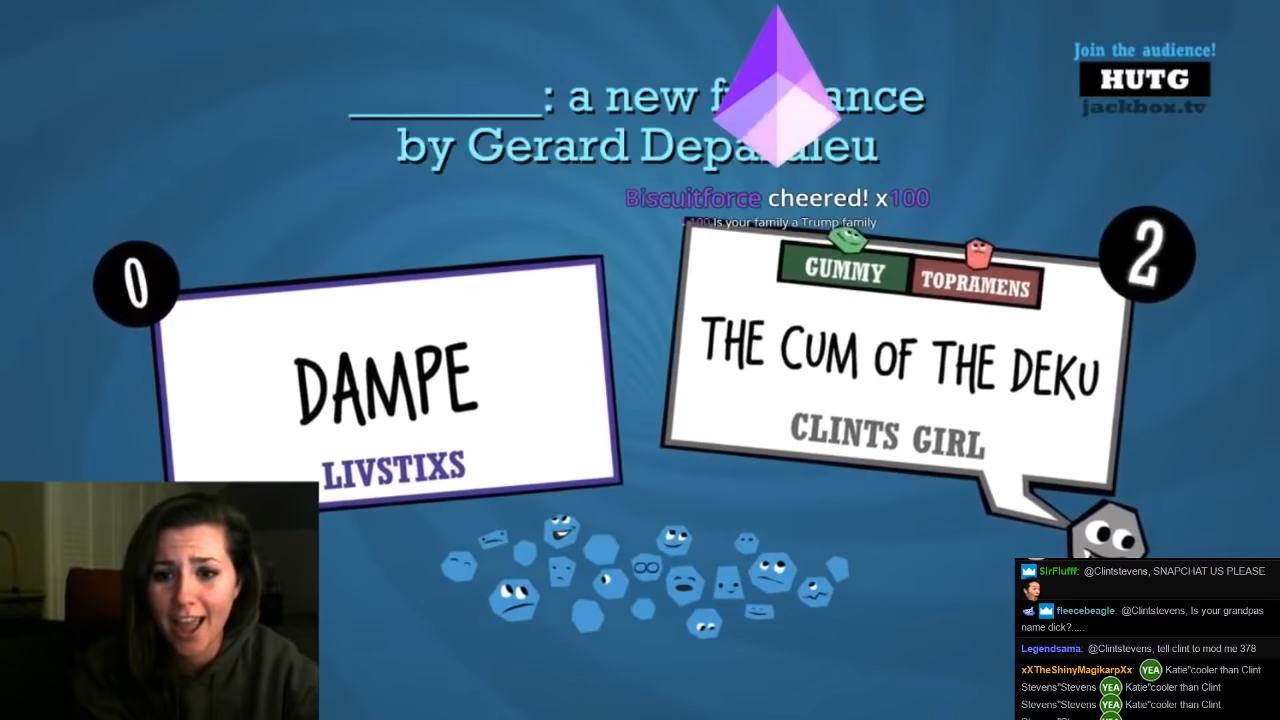 Join the audience!
HUTG
jackbox.tv
_______: a new f ance
by Gerard Depardieu
Biscuitforce cheered! x100
100 Is your family a Trump family
0
2
GUMMY
TOPRAMENS
DAMPE
LIVSTIXS
THE CUM OF THE DEKU
CLINTS GIRL
SirFlufff: @Clintstevens, SNAPCHAT US PLEASE
fleecebeagle: @Clintstevens, Is your grandpas
name dick?.....
Legendsama: @Clintstevens, tell clint to mod me 378
xXTheShinyMagikarpXx: YEA Katie"cooler than Clint
Stevens"Stevens YEA Katie"cooler than Clint
Stevens"Stevens YEA Katie"cooler than Clint